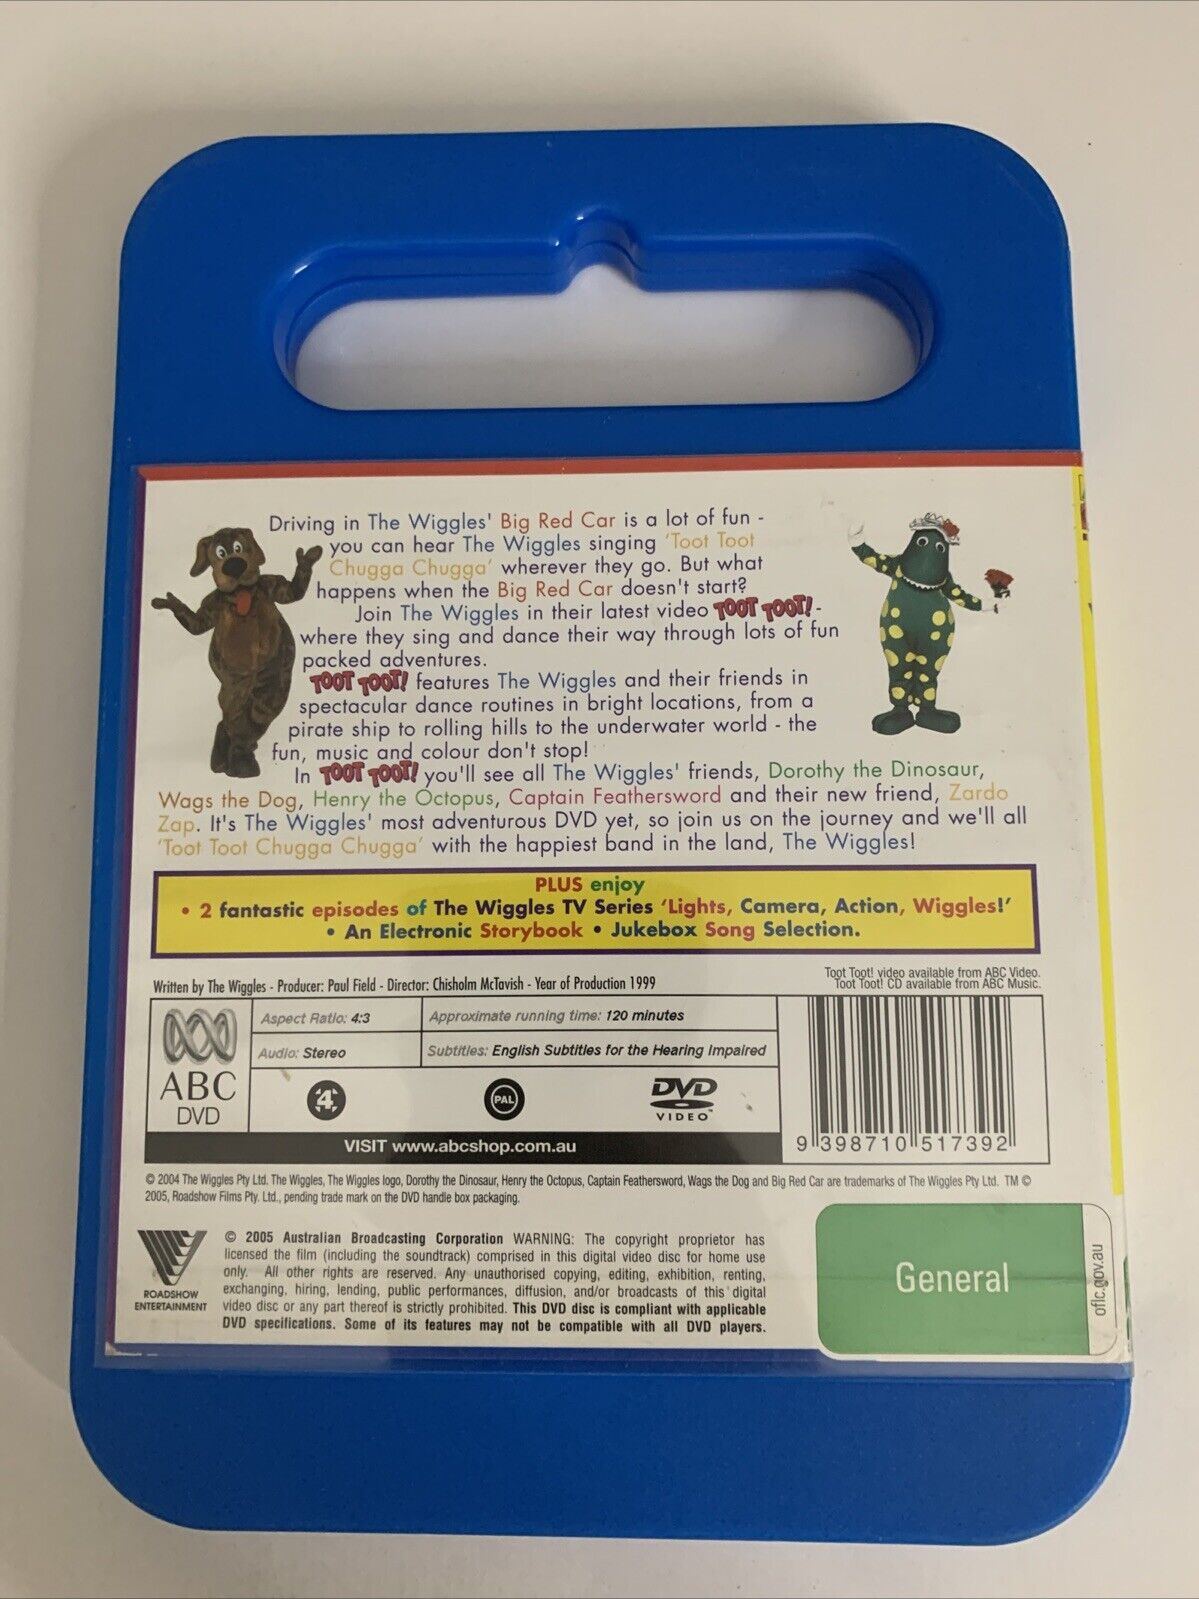 Driving in The Wiggles' Big Red Car is a lot of fun -
you can hear The Wiggles singing 'Toot Toot
Chugga Chugga' wherever they go. But what
happens when the Big Red Car doesn't start?
Join The Wiggles in their latest video TOOT TOOT! -
where they sing and dance their way through lots of fun
packed adventures.
TOOT TOOT! features The Wiggles and their friends in
spectacular dance routines in bright locations, from a
pirate ship to rolling hills to the underwater world - the
fun, music and colour don't stop!
In TOOT TOOT! you'll see all The Wiggles' friends, Dorothy the Dinosaur,
Wags the Dog, Henry the Octopus, Captain Feathersword and their new friend, Zardo
Zap. It's The Wiggles' most adventurous DVD yet, so join us on the journey and we'll all
'Toot Toot Chugga Chugga' with the happiest band in the land, The Wiggles!
PLUS enjoy
• 2 fantastic episodes of The Wiggles TV Series 'Lights, Camera, Action, Wiggles!'
• An Electronic Storybook • Jukebox Song Selection.
Written by The Wiggles - Producer: Paul Field - Director: Chisholm McTavish - Year of Production 1999
Toot Toot! video available from ABC Video.
Toot Toot! CD available from ABC Music.
ABC
DVD
Aspect Ratio: 4:3
Approximate running time: 120 minutes
Audio: Stereo
Subtitles: English Subtitles for the Hearing Impaired
4
PAL
DVD
VIDEO™
VISIT www.abcshop.com.au
9 398710 517392
© 2004 The Wiggles Pty Ltd. The Wiggles, The Wiggles logo, Dorothy the Dinosaur, Henry the Octopus, Captain Feathersword, Wags the Dog and Big Red Car are trademarks of The Wiggles Pty Ltd. TM ©
2005, Roadshow Films Pty. Ltd., pending trade mark on the DVD handle box packaging.
ROADSHOW
ENTERTAINMENT
© 2005 Australian Broadcasting Corporation WARNING: The copyright proprietor has
licensed the film (including the soundtrack) comprised in this digital video disc for home use
only. All other rights are reserved. Any unauthorised copying, editing, exhibition, renting,
exchanging, hiring, lending, public performances, diffusion, and/or broadcasts of this digital
video disc or any part thereof is strictly prohibited. This DVD disc is compliant with applicable
DVD specifications. Some of its features may not be compatible with all DVD players.
General
oflc.gov.au